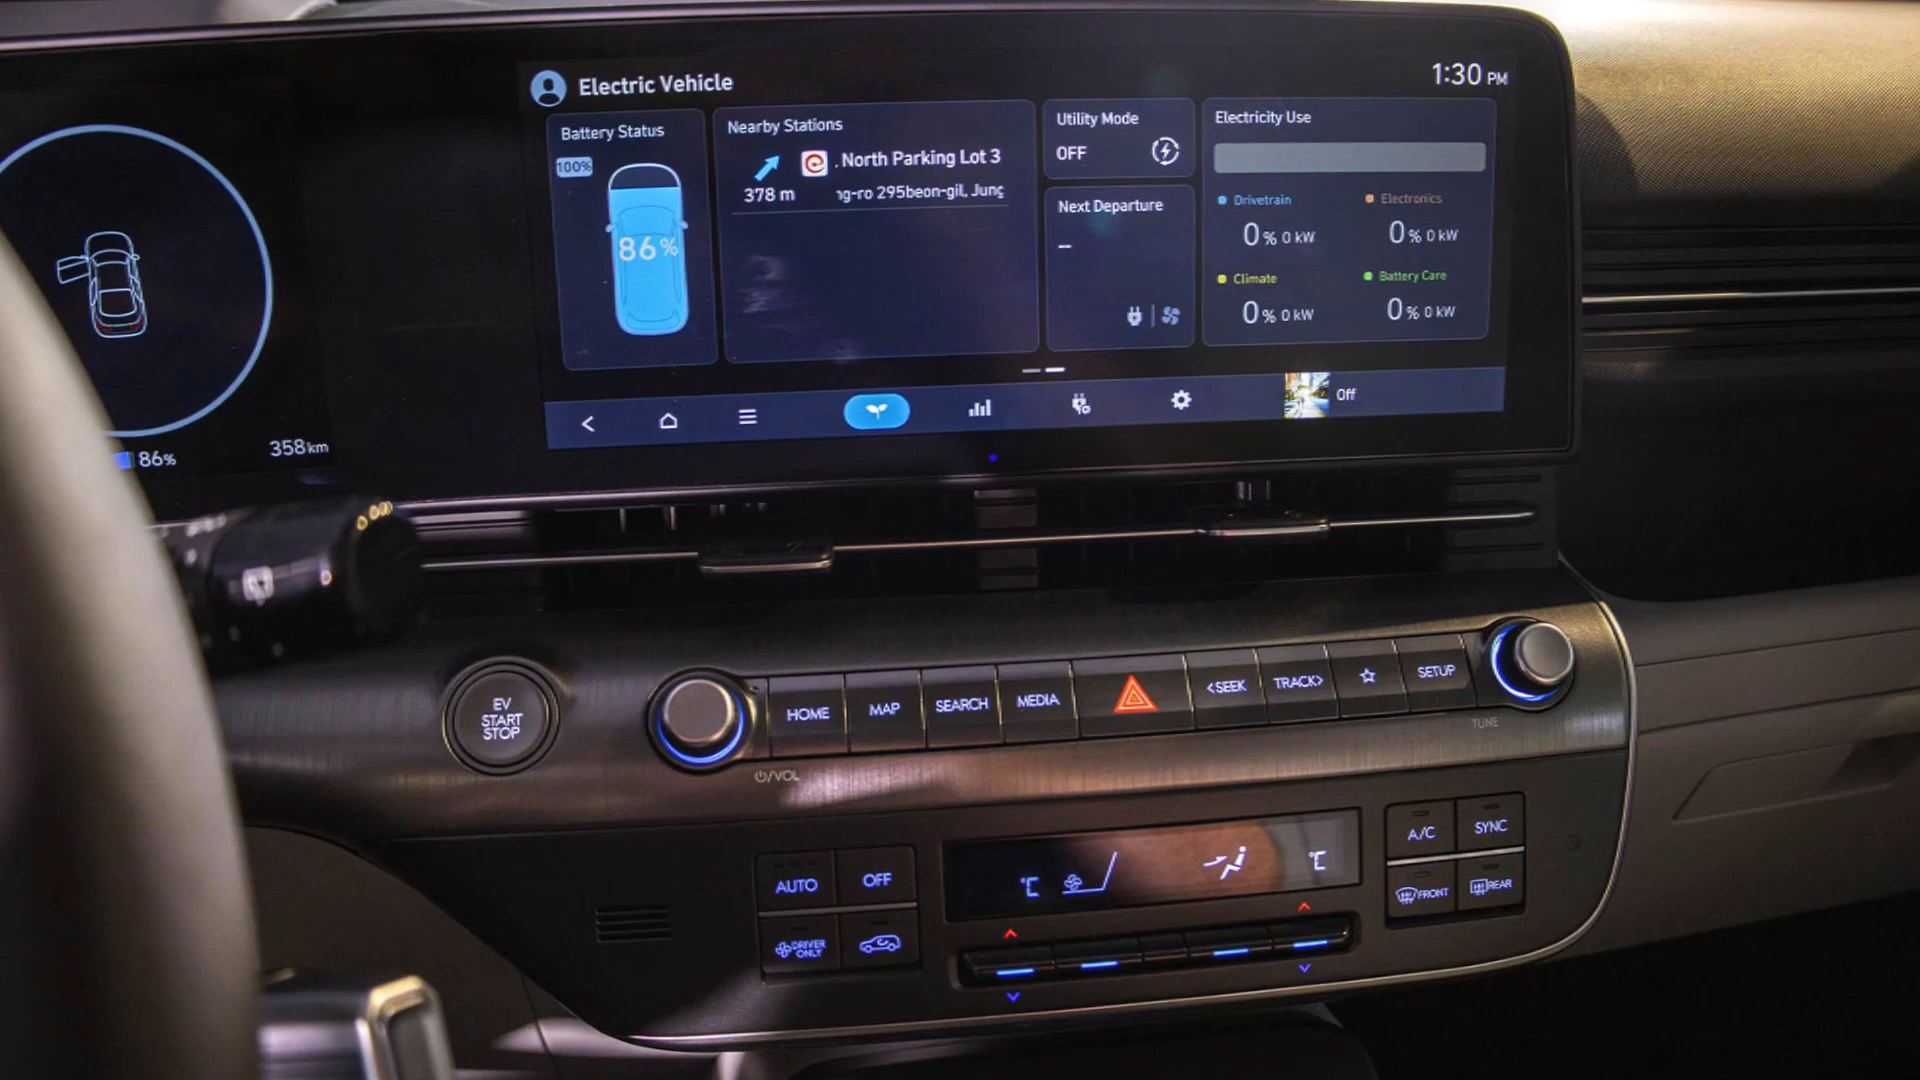 Electric Vehicle
1:30 PM
Battery Status
100%
86%
Nearby Stations
. North Parking Lot 3
378 m
ng-ro 295beon-gil, Jung
Utility Mode
OFF
Next Departure
–
Electricity Use
Drivetrain
0% 0 kW
Electronics
0% 0 kW
Climate
0% 0 kW
Battery Care
0% 0 kW
Off
86%
358km
EV
START
STOP
HOME
MAP
SEARCH
MEDIA
<SEEK
TRACK>
SETUP
/VOL
TUNE
AUTO
OFF
DRIVER
ONLY
°C
°C
A/C
SYNC
FRONT
REAR